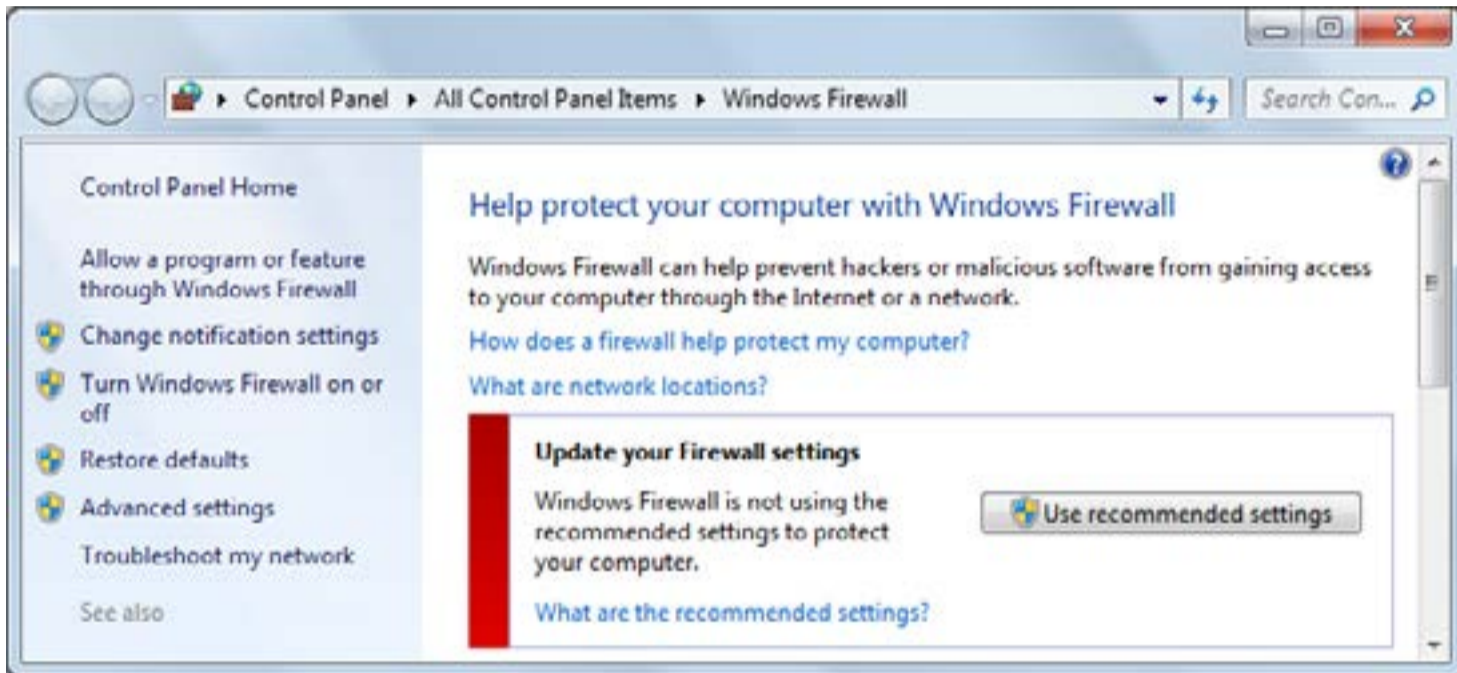 Control Panel ▸ All Control Panel Items ▸ Windows Firewall
Search Con...
Control Panel Home
Allow a program or feature
through Windows Firewall
Change notification settings
Turn Windows Firewall on or
off
Restore defaults
Advanced settings
Troubleshoot my network
See also
Help protect your computer with Windows Firewall
Windows Firewall can help prevent hackers or malicious software from gaining access
to your computer through the Internet or a network.
How does a firewall help protect my computer?
What are network locations?
Update your Firewall settings
Windows Firewall is not using the
recommended settings to protect
your computer.
Use recommended settings
What are the recommended settings?